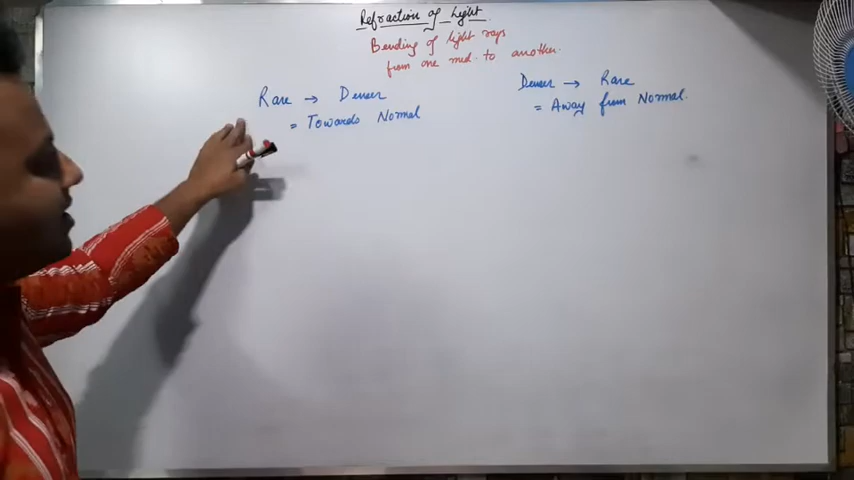 Refraction of Light
Bending of light rays
from one med. to another.
Rare → Denser
= Towards Normal
Denser → Rare
= Away from Normal.